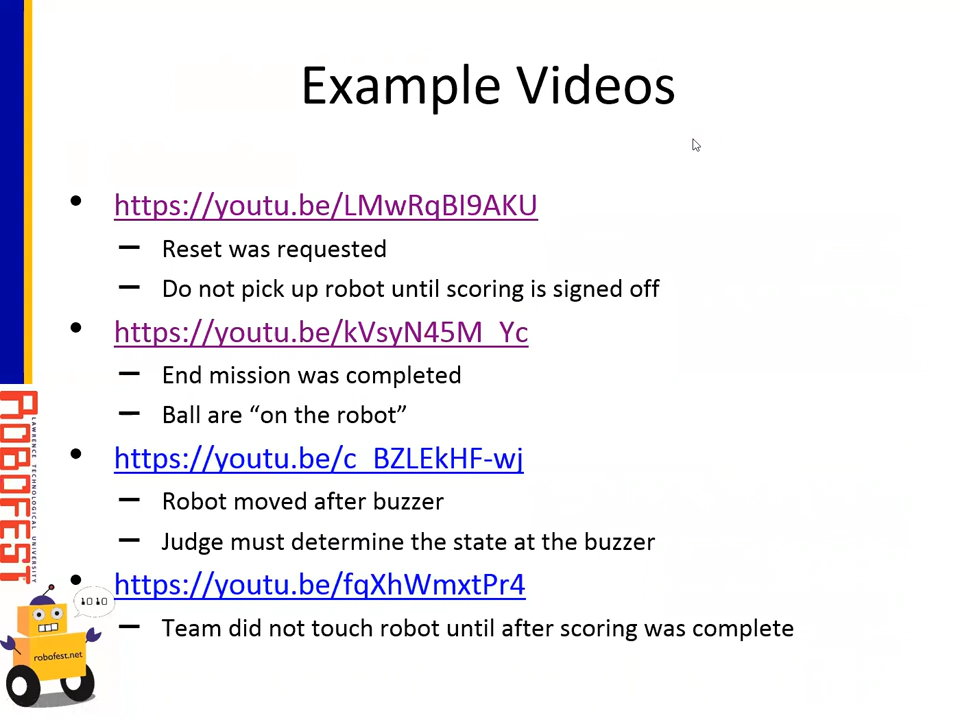 Example Videos
• https://youtu.be/LMwRqBI9AKU
– Reset was requested
– Do not pick up robot until scoring is signed off
• https://youtu.be/kVsyN45M_Yc
– End mission was completed
– Ball are “on the robot”
• https://youtu.be/c_BZLEkHF-wj
– Robot moved after buzzer
– Judge must determine the state at the buzzer
• https://youtu.be/fqXhWmxtPr4
– Team did not touch robot until after scoring was complete
ROBOFEST
LAWRENCE TECHNOLOGICAL UNIVERSITY
1010
robofest.net